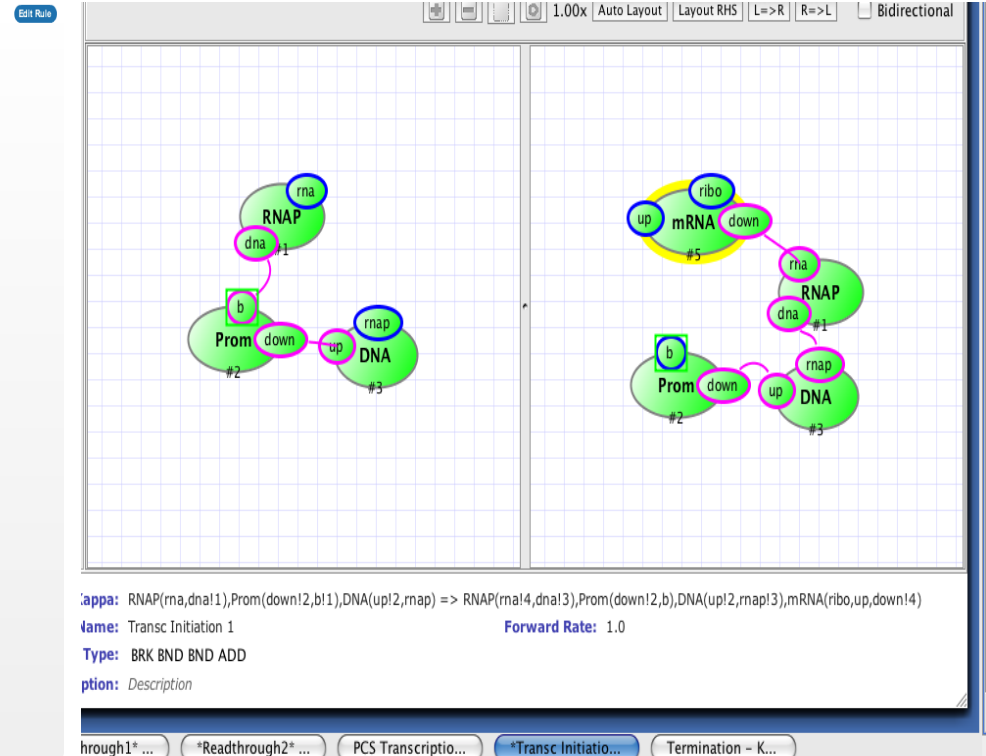 Edit Rule
1.00x Auto Layout Layout RHS L=>R R=>L Bidirectional
rna
RNAP
dna
#1
b
Prom
down
#2
rnap
up
DNA
#3
ribo
up
mRNA
down
#5
rna
RNAP
dna
#1
b
Prom
down
#2
rnap
up
DNA
#3
Kappa: RNAP(rna,dna!1),Prom(down!2,b!1),DNA(up!2,rnap) => RNAP(rna!4,dna!3),Prom(down!2,b),DNA(up!2,rnap!3),mRNA(ribo,up,down!4)
Name: Transc Initiation 1 Forward Rate: 1.0
Type: BRK BND BND ADD
ption: Description
hrough1* ... *Readthrough2* ... PCS Transcriptio... *Transc Initiatio... Termination – K...